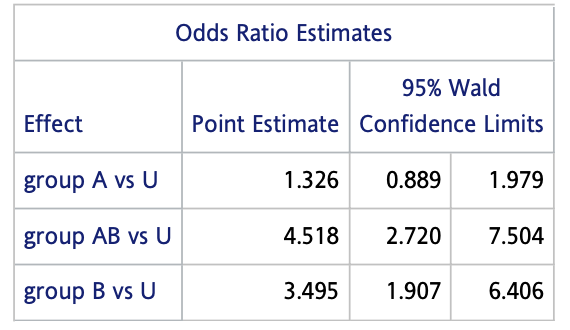 Odds Ratio Estimates
95% Wald
Effect Point Estimate Confidence Limits
group A vs U 1.326 0.889 1.979
group AB vs U 4.518 2.720 7.504
group B vs U 3.495 1.907 6.406